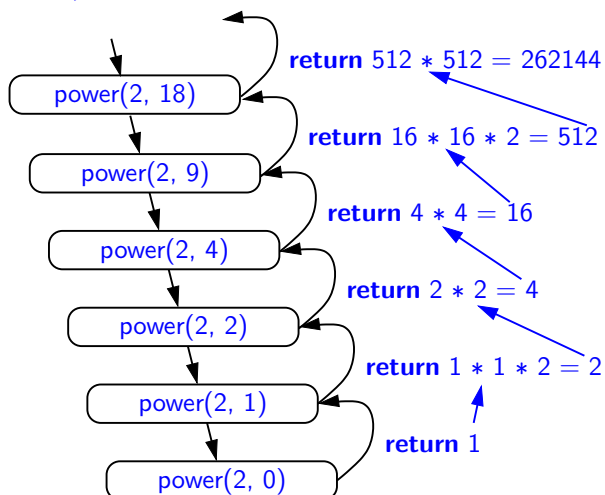 return 512 * 512 = 262144
power(2, 18)
return 16 * 16 * 2 = 512
power(2, 9)
return 4 * 4 = 16
power(2, 4)
return 2 * 2 = 4
power(2, 2)
return 1 * 1 * 2 = 2
power(2, 1)
return 1
power(2, 0)